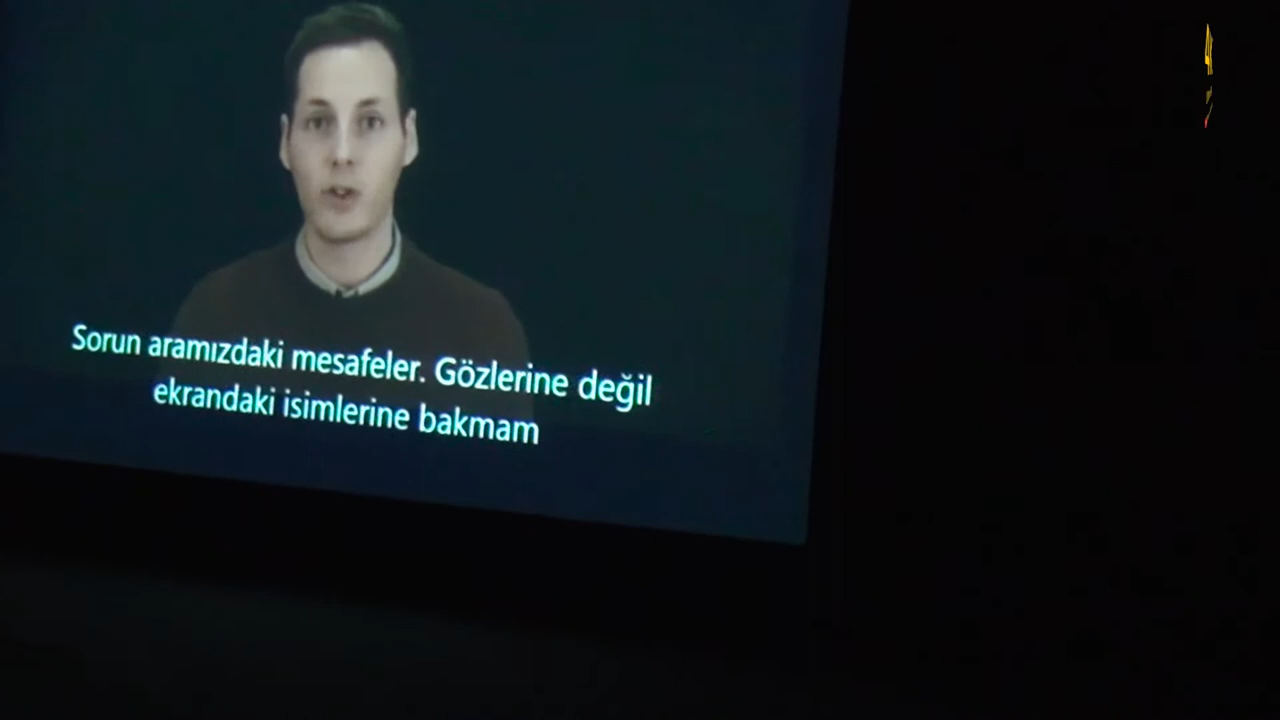 Sorun aramızdaki mesafeler. Gözlerine değil
ekrandaki isimlerine bakmam